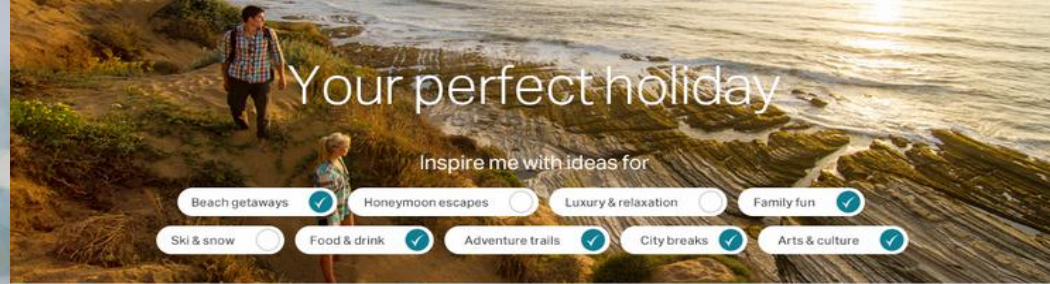 Your perfect holiday
Inspire me with ideas for
Beach getaways Honeymoon escapes Luxury & relaxation Family fun
Ski & snow Food & drink Adventure trails City breaks Arts & culture